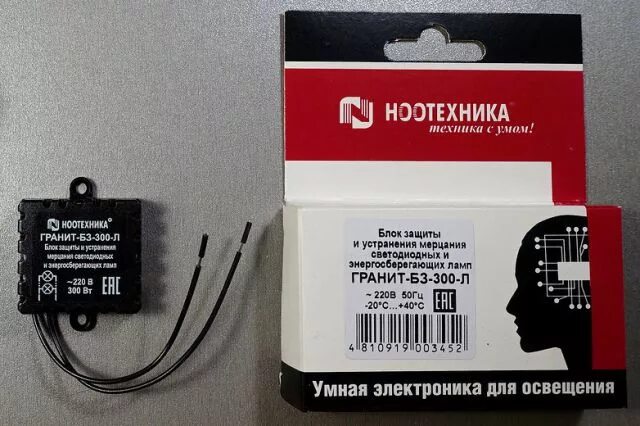 НООТЕХНИКА
ГРАНИТ-БЗ-300-Л
Блок защиты и устранения
мерцания светодиодных
и энергосберегающих ламп
~ 220 В
300 Вт
EAC
НООТЕХНИКА
техника с умом!
Блок защиты
и устранения мерцания
светодиодных и
энергосберегающих ламп
ГРАНИТ-БЗ-300-Л
~ 220В 50Гц
-20°С...+40°С
EAC
4 810919 003452
Умная электроника для освещения